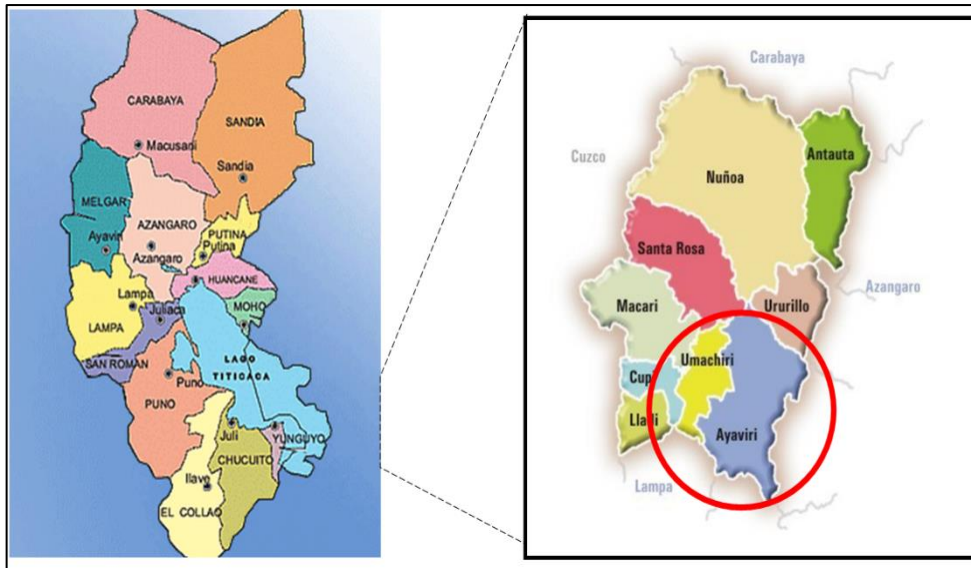 CARABAYA
Macusani
SANDIA
Sandia
MELGAR
Ayaviri
AZANGARO
Azangaro
PUTINA
Putina
HUANCANE
Lampa
LAMPA
Juliaca
MOHO
SAN ROMAN
LAGO
TITICACA
Puno
PUNO
Juli
YUNGUYO
CHUCUITO
Ilave
EL COLLAO
Carabaya
Cuzco
Antauta
Nuñoa
Santa Rosa
Azangaro
Macari
Ururillo
Umachiri
Cupi
Llalli
Ayaviri
Lampa